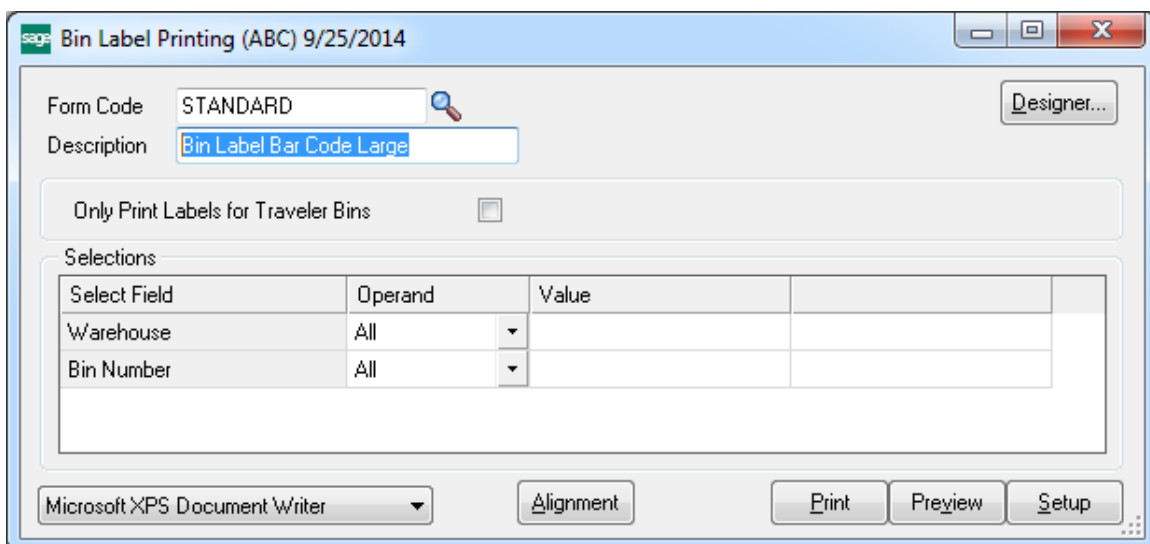 sage Bin Label Printing (ABC) 9/25/2014
Form Code STANDARD Designer...
Description Bin Label Bar Code Large
Only Print Labels for Traveler Bins
Selections
Select Field Operand Value
Warehouse All
Bin Number All
Microsoft XPS Document Writer Alignment Print Preview Setup